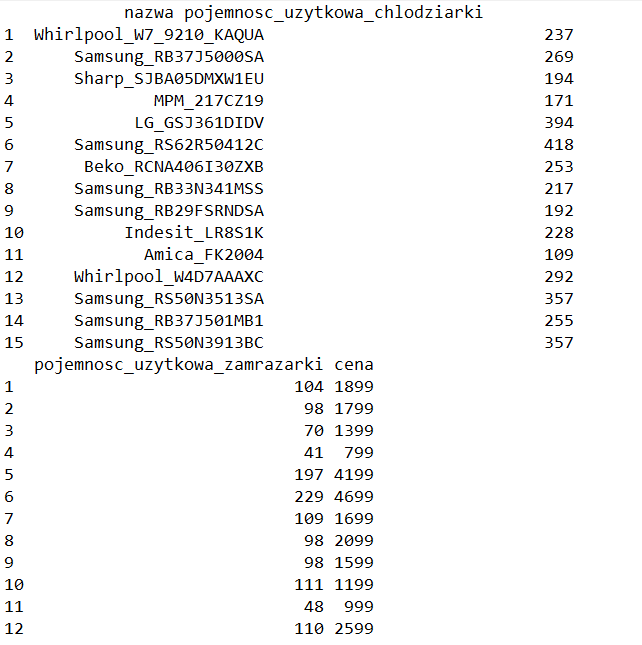 nazwa pojemnosc_uzytkowa_chlodziarki
1 Whirlpool_W7_9210_KAQUA 237
2 Samsung_RB37J5000SA 269
3 Sharp_SJBA05DMXW1EU 194
4 MPM_217CZ19 171
5 LG_GSJ361DIDV 394
6 Samsung_RS62R50412C 418
7 Beko_RCNA406I30ZXB 253
8 Samsung_RB33N341MSS 217
9 Samsung_RB29FSRNDSA 192
10 Indesit_LR8S1K 228
11 Amica_FK2004 109
12 Whirlpool_W4D7AAAXC 292
13 Samsung_RS50N3513SA 357
14 Samsung_RB37J501MB1 255
15 Samsung_RS50N3913BC 357
pojemnosc_uzytkowa_zamrazarki cena
1 104 1899
2 98 1799
3 70 1399
4 41 799
5 197 4199
6 229 4699
7 109 1699
8 98 2099
9 98 1599
10 111 1199
11 48 999
12 110 2599